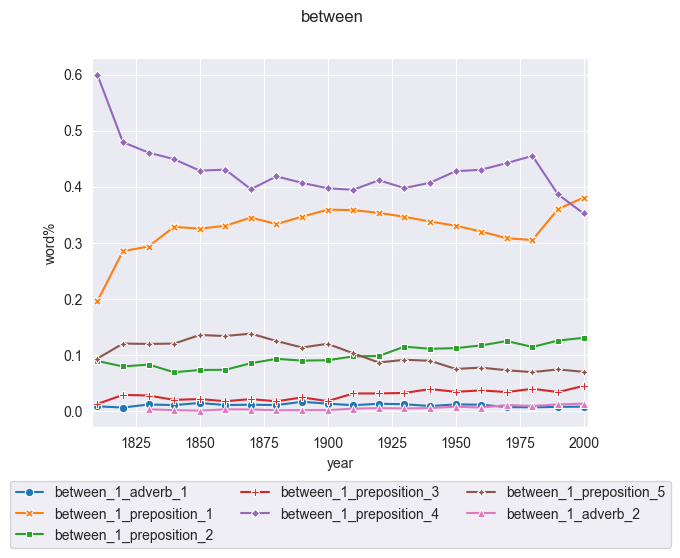 between
0.6
0.5
0.4
0.3
0.2
0.1
0.0
word%
1825 1850 1875 1900 1925 1950 1975 2000
year
between_1_adverb_1 between_1_preposition_3 between_1_preposition_5
between_1_preposition_1 between_1_preposition_4 between_1_adverb_2
between_1_preposition_2